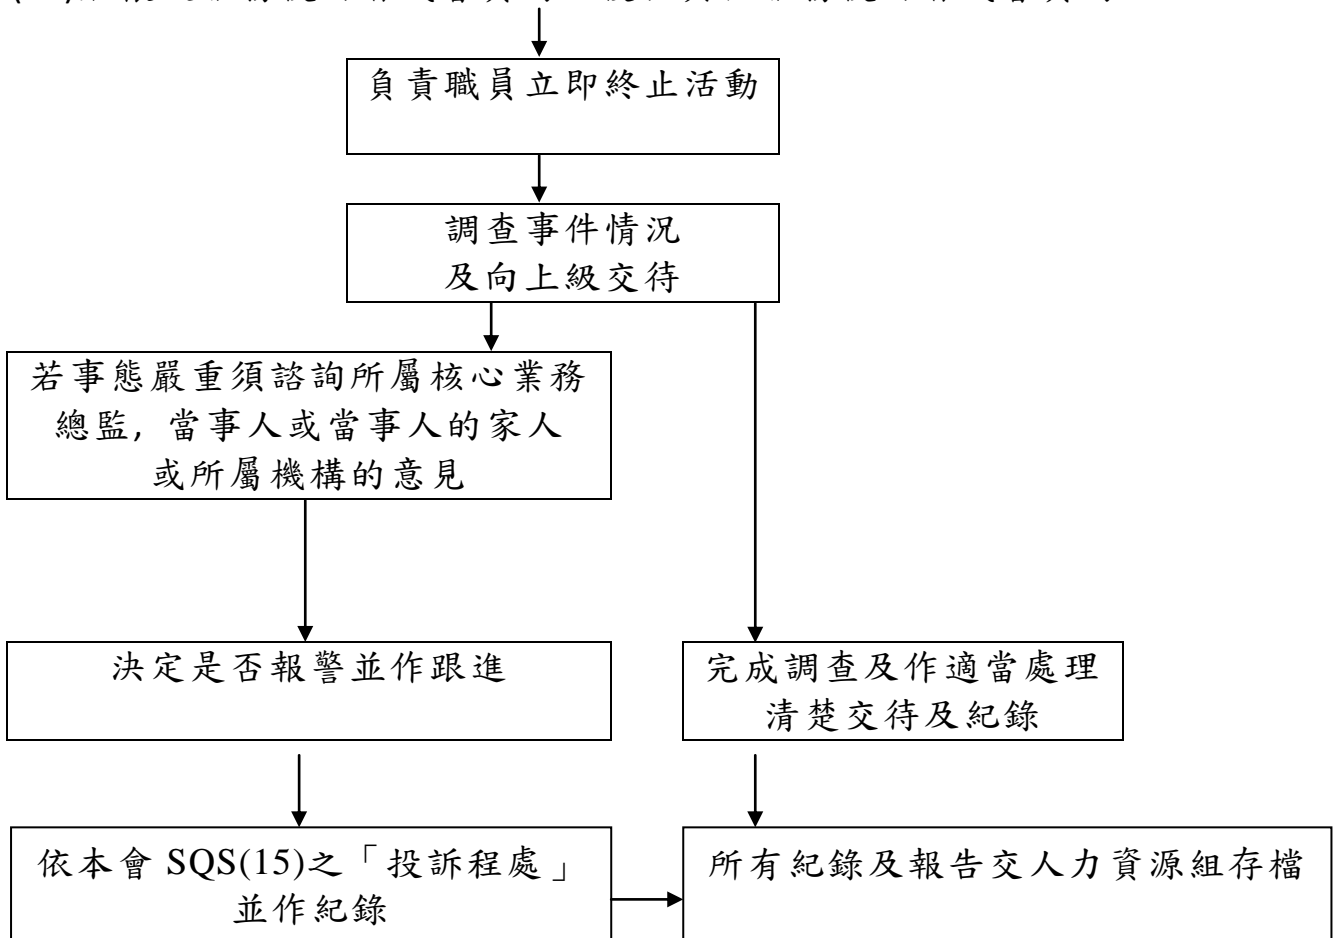 負責職員立即終止活動
調查事件情況
及向上級交待
若事態嚴重須諮詢所屬核心業務
總監, 當事人或當事人的家人
或所屬機構的意見
決定是否報警並作跟進
完成調查及作適當處理
清楚交待及紀錄
依本會 SQS(15)之「投訴程處」
並作紀錄
所有紀錄及報告交人力資源組存檔